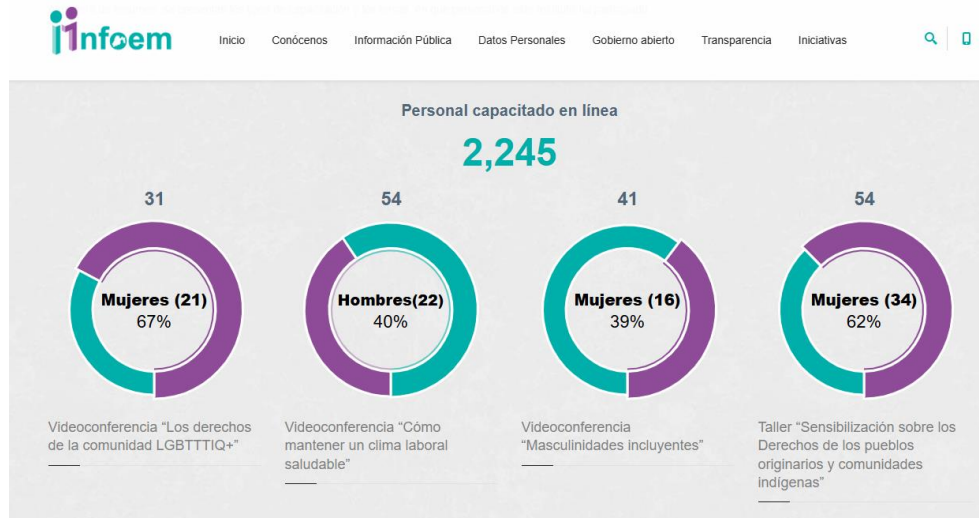 infoem
Inicio Conócenos Información Pública Datos Personales Gobierno abierto Transparencia Iniciativas
Personal capacitado en línea
2,245
31
Mujeres (21)
67%
Videoconferencia “Los derechos
de la comunidad LGBTTTIQ+”
54
Hombres(22)
40%
Videoconferencia “Cómo
mantener un clima laboral
saludable”
41
Mujeres (16)
39%
Videoconferencia
“Masculinidades incluyentes”
54
Mujeres (34)
62%
Taller “Sensibilización sobre los
Derechos de los pueblos
originarios y comunidades
indígenas”